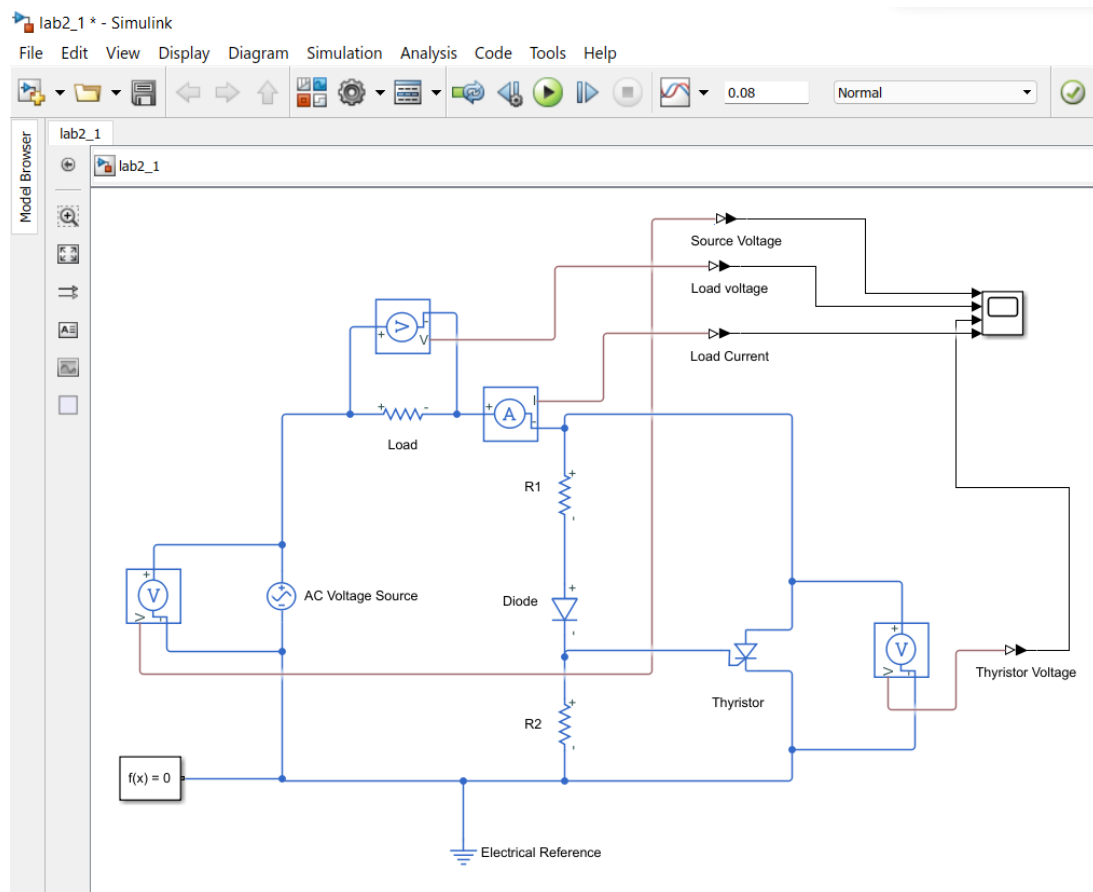 lab2_1 * - Simulink
File Edit View Display Diagram Simulation Analysis Code Tools Help
0.08 Normal
Model Browser
lab2_1
lab2_1
Source Voltage
Load voltage
Load Current
+ V - V
+ -
Load
+ A I -
R1
+
-
+ V V -
+ -
AC Voltage Source
Diode
+
-
Thyristor
+ V V -
Thyristor Voltage
R2
+
-
f(x) = 0
Electrical Reference